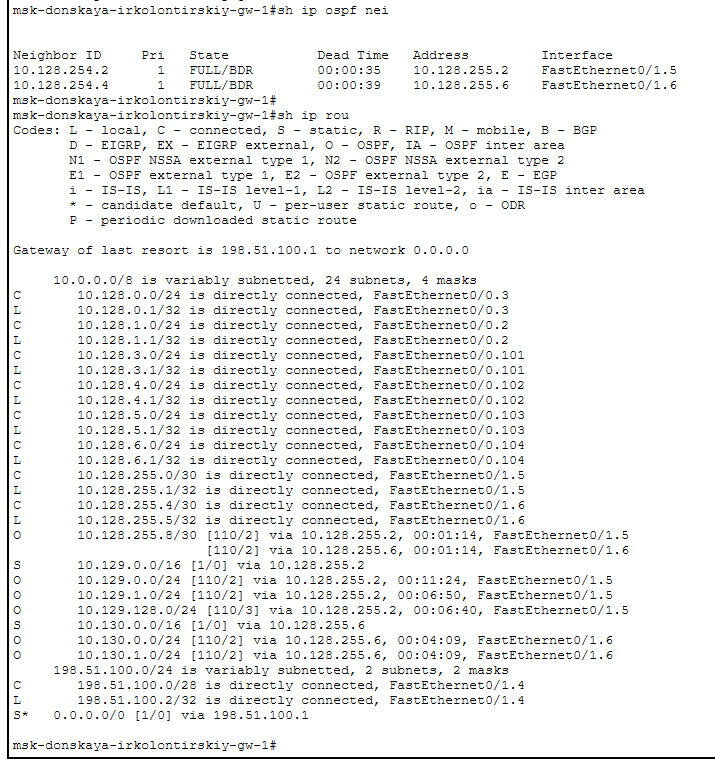 msk-donskaya-irkolontirskiy-gw-1#sh ip ospf nei
Neighbor ID     Pri   State           Dead Time   Address         Interface
10.128.254.2      1   FULL/BDR        00:00:35    10.128.255.2    FastEthernet0/1.5
10.128.254.4      1   FULL/BDR        00:00:39    10.128.255.6    FastEthernet0/1.6
msk-donskaya-irkolontirskiy-gw-1#
msk-donskaya-irkolontirskiy-gw-1#sh ip rou
Codes: L - local, C - connected, S - static, R - RIP, M - mobile, B - BGP
       D - EIGRP, EX - EIGRP external, O - OSPF, IA - OSPF inter area
       N1 - OSPF NSSA external type 1, N2 - OSPF NSSA external type 2
       E1 - OSPF external type 1, E2 - OSPF external type 2, E - EGP
       i - IS-IS, L1 - IS-IS level-1, L2 - IS-IS level-2, ia - IS-IS inter area
       * - candidate default, U - per-user static route, o - ODR
       P - periodic downloaded static route
Gateway of last resort is 198.51.100.1 to network 0.0.0.0
     10.0.0.0/8 is variably subnetted, 24 subnets, 4 masks
C       10.128.0.0/24 is directly connected, FastEthernet0/0.3
L       10.128.0.1/32 is directly connected, FastEthernet0/0.3
C       10.128.1.0/24 is directly connected, FastEthernet0/0.2
L       10.128.1.1/32 is directly connected, FastEthernet0/0.2
C       10.128.3.0/24 is directly connected, FastEthernet0/0.101
L       10.128.3.1/32 is directly connected, FastEthernet0/0.101
C       10.128.4.0/24 is directly connected, FastEthernet0/0.102
L       10.128.4.1/32 is directly connected, FastEthernet0/0.102
C       10.128.5.0/24 is directly connected, FastEthernet0/0.103
L       10.128.5.1/32 is directly connected, FastEthernet0/0.103
C       10.128.6.0/24 is directly connected, FastEthernet0/0.104
L       10.128.6.1/32 is directly connected, FastEthernet0/0.104
C       10.128.255.0/30 is directly connected, FastEthernet0/1.5
L       10.128.255.1/32 is directly connected, FastEthernet0/1.5
C       10.128.255.4/30 is directly connected, FastEthernet0/1.6
L       10.128.255.5/32 is directly connected, FastEthernet0/1.6
O       10.128.255.8/30 [110/2] via 10.128.255.2, 00:01:14, FastEthernet0/1.5
                        [110/2] via 10.128.255.6, 00:01:14, FastEthernet0/1.6
S       10.129.0.0/16 [1/0] via 10.128.255.2
O       10.129.0.0/24 [110/2] via 10.128.255.2, 00:11:24, FastEthernet0/1.5
O       10.129.1.0/24 [110/2] via 10.128.255.2, 00:06:50, FastEthernet0/1.5
O       10.129.128.0/24 [110/3] via 10.128.255.2, 00:06:40, FastEthernet0/1.5
S       10.130.0.0/16 [1/0] via 10.128.255.6
O       10.130.0.0/24 [110/2] via 10.128.255.6, 00:04:09, FastEthernet0/1.6
O       10.130.1.0/24 [110/2] via 10.128.255.6, 00:04:09, FastEthernet0/1.6
     198.51.100.0/24 is variably subnetted, 2 subnets, 2 masks
C       198.51.100.0/28 is directly connected, FastEthernet0/1.4
L       198.51.100.2/32 is directly connected, FastEthernet0/1.4
S*   0.0.0.0/0 [1/0] via 198.51.100.1
msk-donskaya-irkolontirskiy-gw-1#